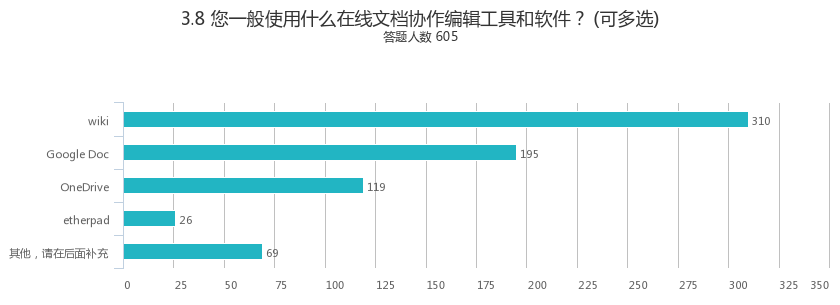 3.8 您一般使用什么在线文档协作编辑工具和软件？ (可多选)
答题人数 605
wiki 310
Google Doc 195
OneDrive 119
etherpad 26
其他，请在后面补充 69
0 25 50 75 100 125 150 175 200 225 250 275 300 325 350